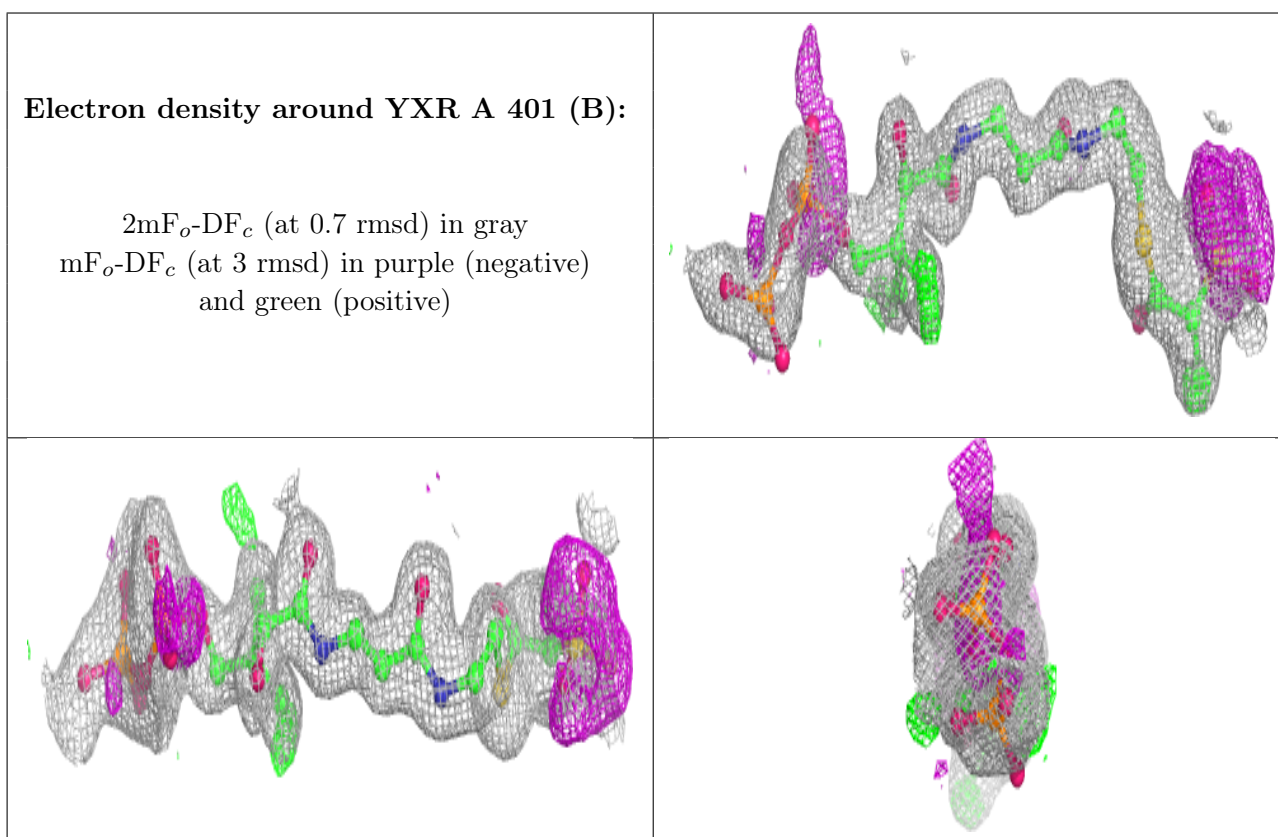 Electron density around YXR A 401 (B):
2mFo-DFc (at 0.7 rmsd) in gray
mFo-DFc (at 3 rmsd) in purple (negative)
and green (positive)